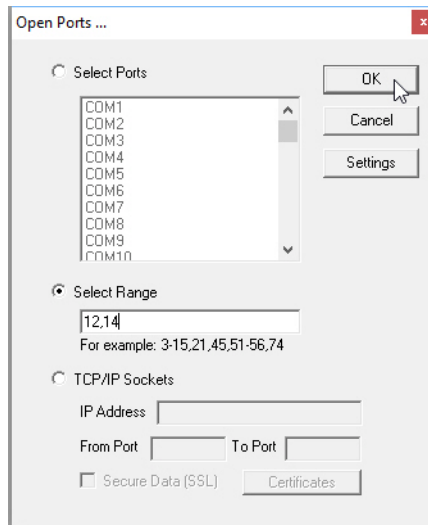 Open Ports ...
x
Select Ports
OK
COM1
COM2
COM3
COM4
COM5
COM6
COM7
COM8
COM9
COM10
Cancel
Settings
Select Range
12,14
For example: 3-15,21,45,51-56,74
TCP/IP Sockets
IP Address
From Port To Port
Secure Data (SSL) Certificates